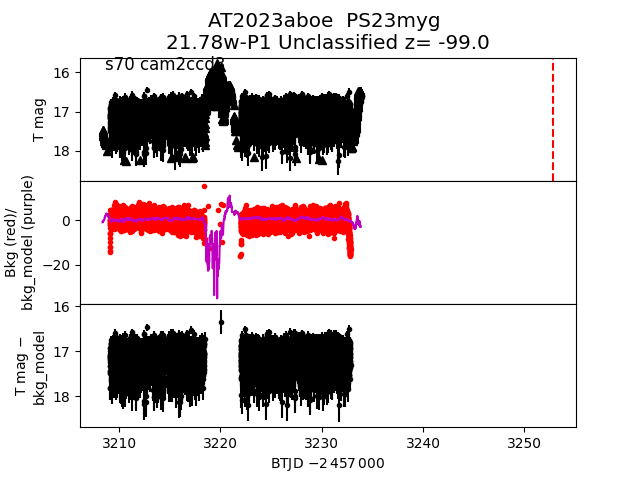 AT2023aboe PS23myg
21.78w-P1 Unclassified z= -99.0
s70 cam2ccd3
16
17
18
T mag
0
−20
Bkg (red)/
bkg_model (purple)
16
17
18
T mag −
bkg_model
3210 3220 3230 3240 3250
BTJD −2 457 000